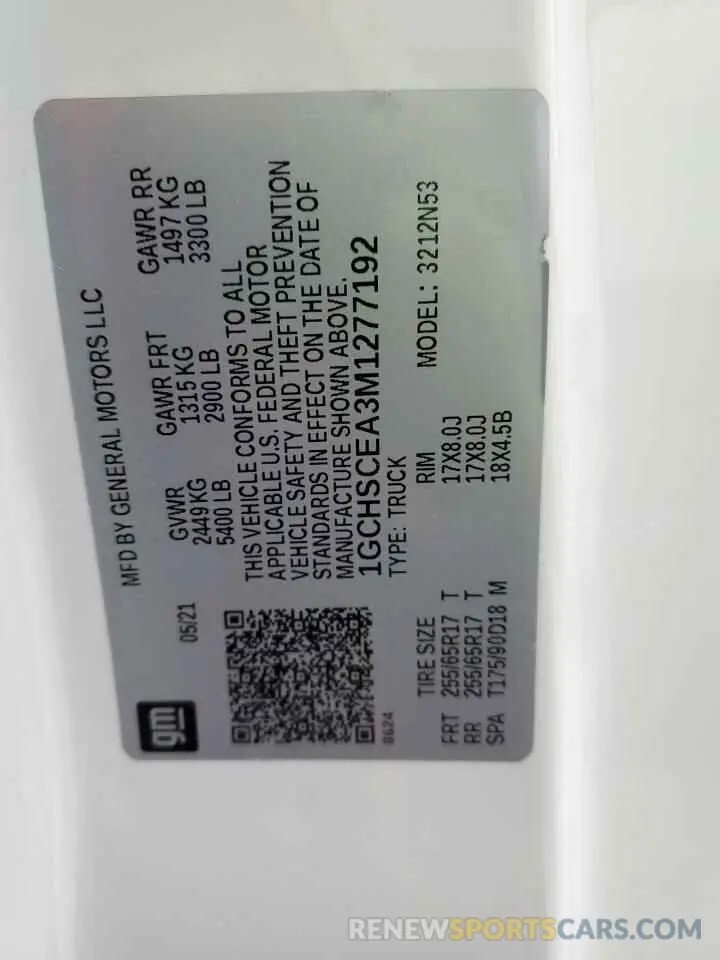 gm
MFD BY GENERAL MOTORS LLC
05/21
GVWR GAWR FRT GAWR RR
2449 KG 1315 KG 1497 KG
5400 LB 2900 LB 3300 LB
THIS VEHICLE CONFORMS TO ALL
APPLICABLE U.S. FEDERAL MOTOR
VEHICLE SAFETY AND THEFT PREVENTION
STANDARDS IN EFFECT ON THE DATE OF
MANUFACTURE SHOWN ABOVE.
1GCHSCEA3M1277192
8624
TYPE: TRUCK
MODEL: 3212N53
TIRE SIZE RIM
FRT 255/65R17 T 17X8.0J
RR 255/65R17 T 17X8.0J
SPA T175/90D18 M 18X4.5B
RENEWSPORTSCARS.COM